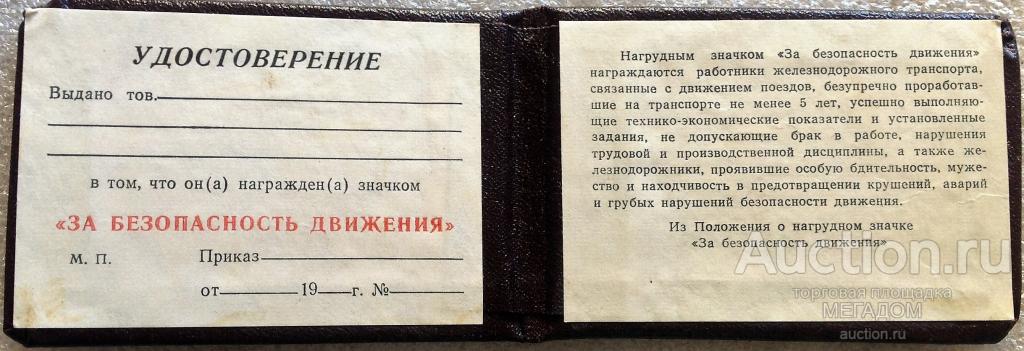 УДОСТОВЕРЕНИЕ
Выдано тов.
в том, что он(а) награжден(а) значком
«ЗА БЕЗОПАСНОСТЬ ДВИЖЕНИЯ»
М. П. Приказ
от 19 г. №
Нагрудным значком «За безопасность движения»
награждаются работники железнодорожного транспорта,
связанные с движением поездов, безупречно проработав-
шие на транспорте не менее 5 лет, успешно выполняю-
щие технико-экономические показатели и установленные
задания, не допускающие брак в работе, нарушения
трудовой и производственной дисциплины, а также же-
лезнодорожники, проявившие особую бдительность, муже-
ство и находчивость в предотвращении крушений, аварий
и грубых нарушений безопасности движения.
Из Положения о нагрудном значке
«За безопасность движения»
Auction.ru
торговая площадка
МЕГАДОМ
auction.ru